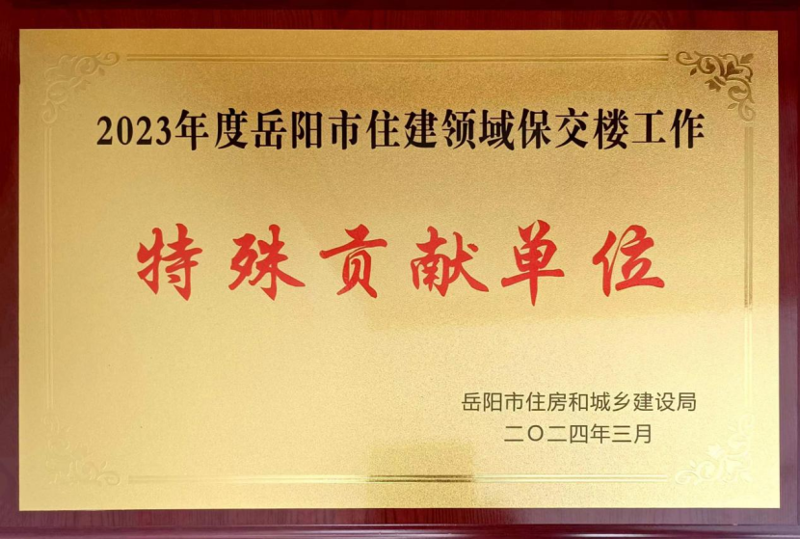 2023年度岳阳市住建领域保交楼工作
特殊贡献单位
岳阳市住房和城乡建设局
二〇二四年三月